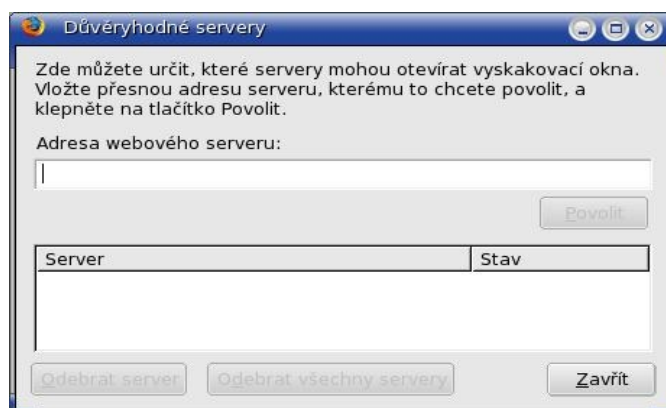 Důvěryhodné servery
Zde můžete určit, které servery mohou otevírat vyskakovací okna.
Vložte přesnou adresu serveru, kterému to chcete povolit, a
klepněte na tlačítko Povolit.
Adresa webového serveru:
Povolit
Server Stav
Odebrat server Odebrat všechny servery Zavřít